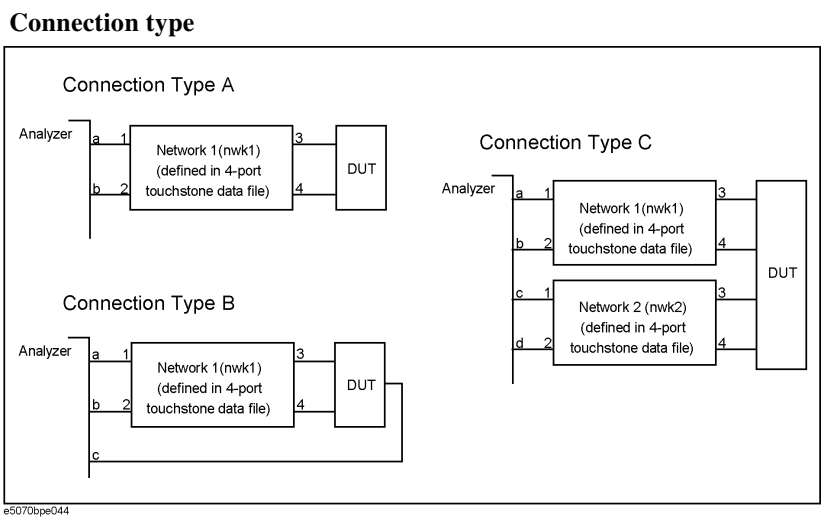 Connection type
Connection Type A
Analyzer
a 1
b 2
Network 1(nwk1)
(defined in 4-port
touchstone data file)
3
4
DUT
Connection Type B
Analyzer
a 1
b 2
c
Network 1(nwk1)
(defined in 4-port
touchstone data file)
3
4
DUT
Connection Type C
Analyzer
a 1
b 2
Network 1(nwk1)
(defined in 4-port
touchstone data file)
3
4
c 1
d 2
Network 2 (nwk2)
(defined in 4-port
touchstone data file)
3
4
DUT
e5070bpe044